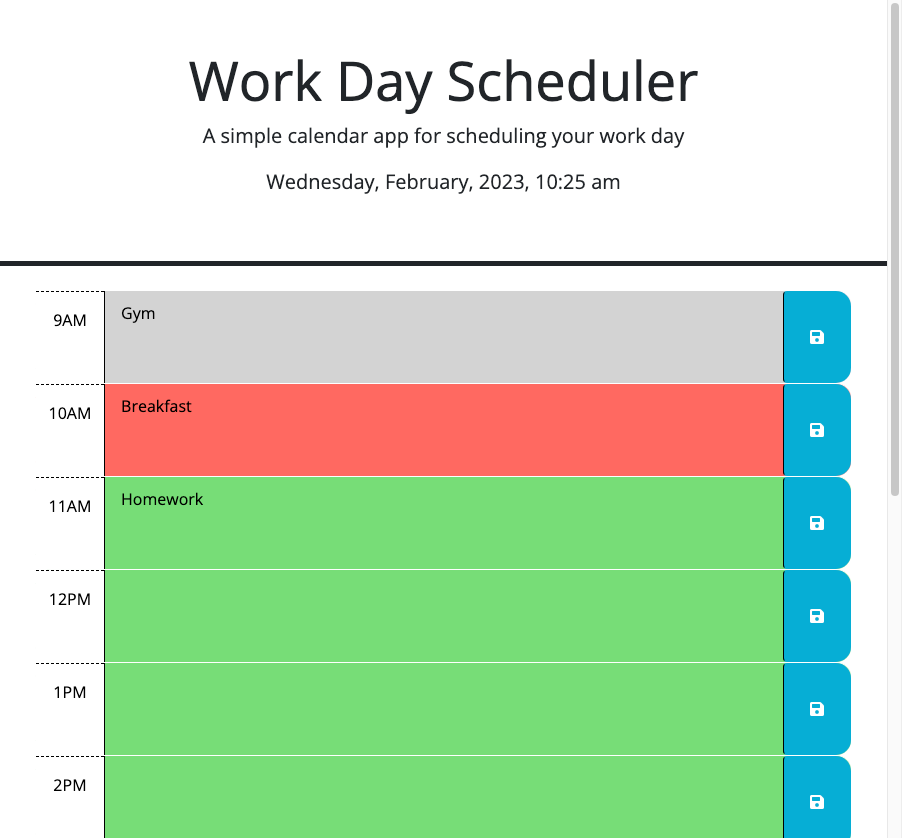 Work Day Scheduler
A simple calendar app for scheduling your work day
Wednesday, February, 2023, 10:25 am
9AM
Gym
10AM
Breakfast
11AM
Homework
12PM
1PM
2PM